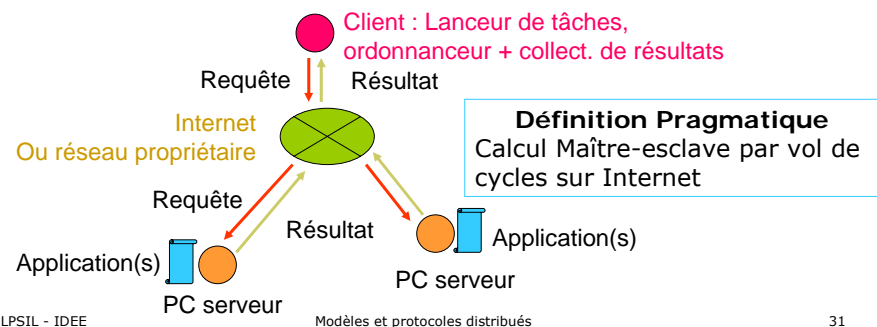 Client : Lanceur de tâches,
ordonnanceur + collect. de résultats
Requête
Résultat
Internet
Ou réseau propriétaire
Définition Pragmatique
Calcul Maître-esclave par vol de
cycles sur Internet
Requête
Résultat
Application(s)
Application(s)
PC serveur
PC serveur
LPSIL - IDEE
Modèles et protocoles distribués
31